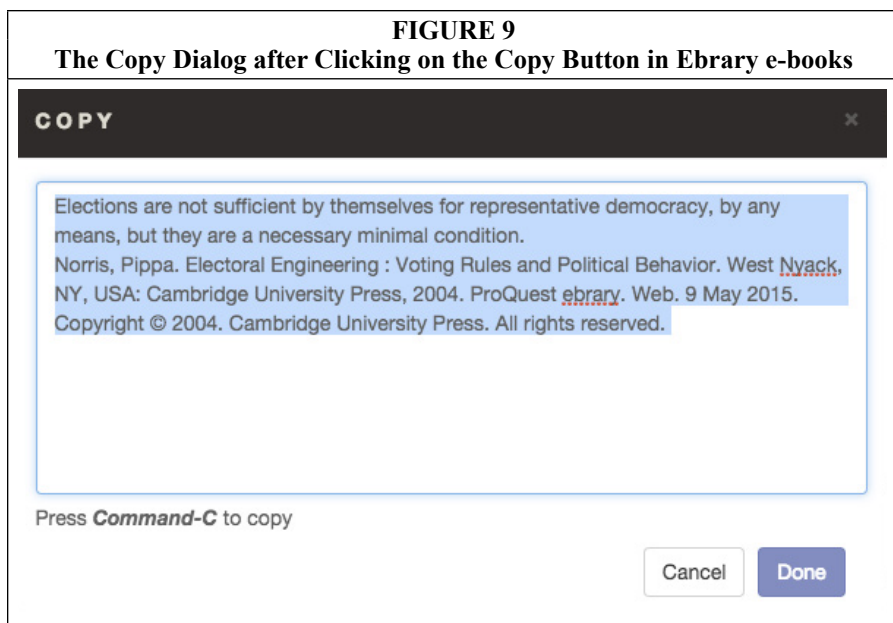 FIGURE 9
The Copy Dialog after Clicking on the Copy Button in Ebrary e-books
COPY ×
Elections are not sufficient by themselves for representative democracy, by any
means, but they are a necessary minimal condition.
Norris, Pippa. Electoral Engineering : Voting Rules and Political Behavior. West Nyack,
NY, USA: Cambridge University Press, 2004. ProQuest ebrary. Web. 9 May 2015.
Copyright © 2004. Cambridge University Press. All rights reserved.
Press Command-C to copy
Cancel Done